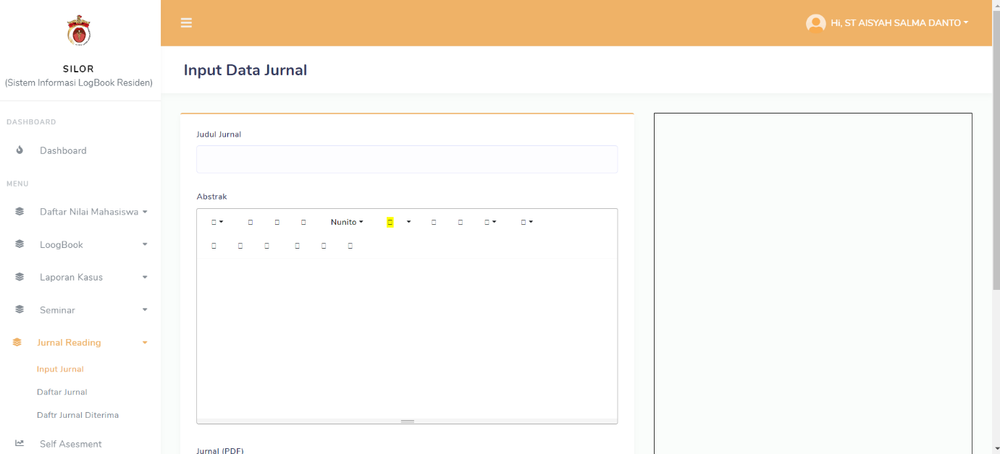 Hi, ST AISYAH SALMA DANTO
SILOR
(Sistem Informasi LogBook Residen)
Input Data Jurnal
DASHBOARD
Dashboard
MENU
Daftar Nilai Mahasiswa
LoogBook
Laporan Kasus
Seminar
Jurnal Reading
Input Jurnal
Daftar Jurnal
Daftr Jurnal Diterima
Self Asesment
Judul Jurnal
Abstrak
Nunito
Jurnal (PDF)